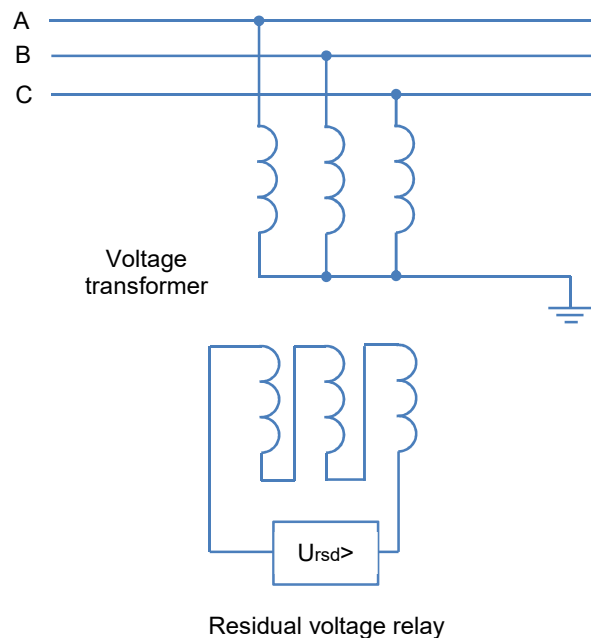 A
B
C
Voltage
transformer
Ursd>
Residual voltage relay